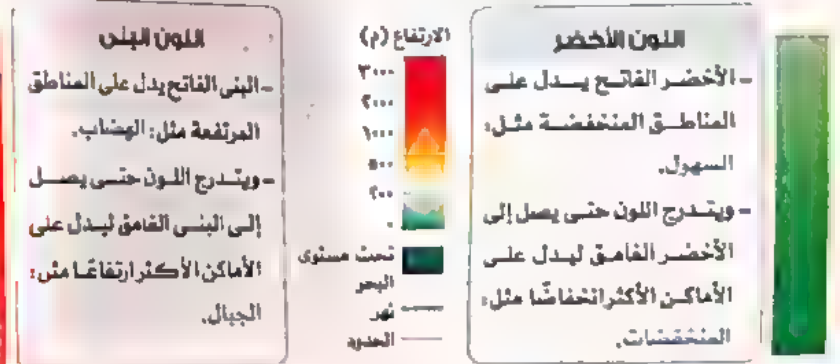 اللون الأخضر
- الأخضر الفاتح يدل على
المناطق المنخفضة مثل:
السهول.
- ويتدرج اللون حتى يصل إلى
الأخضر الغامق ليدل على
الأماكن الأكثر انخفاضًا مثل:
المنخفضات.
الارتفاع (م)
٣٠٠٠
٢٠٠٠
١٠٠٠
٥٠٠
٢٠٠
٠
تحت مستوى
البحر
نهر
الحدود
اللون البنى
- البنى الفاتح يدل على المناطق
المرتفعة مثل: الهضاب.
- ويتدرج اللون حتى يصل
إلى البنى الغامق ليدل على
الأماكن الأكثر ارتفاعًا مثل:
الجبال.